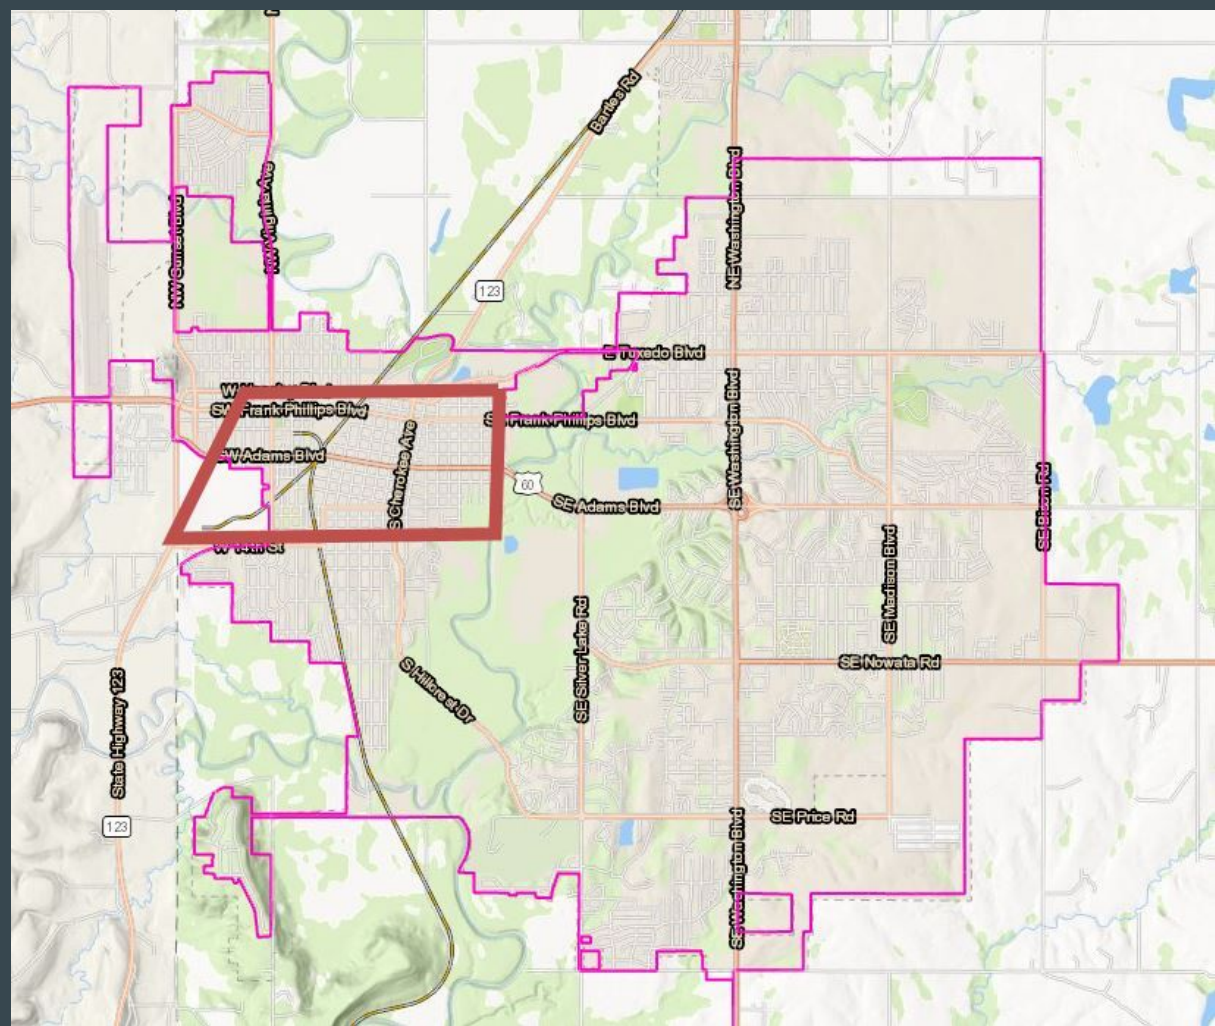 Bartles Rd
NW Virginia Ave
NW Sunset Blvd
NE Washington Blvd
123
E Tuxedo Blvd
W
SW Frank Phillips Blvd
SE Frank Phillips Blvd
SW Adams Blvd
S Cherokee Ave
60
SE Adams Blvd
SE Washington Blvd
SE Bison Rd
W 14th St
SE Madison Blvd
SE Silver Lake Rd
SE Nowata Rd
S Hillcrest Dr
State Highway 123
123
SE Price Rd
SE Washington Blvd